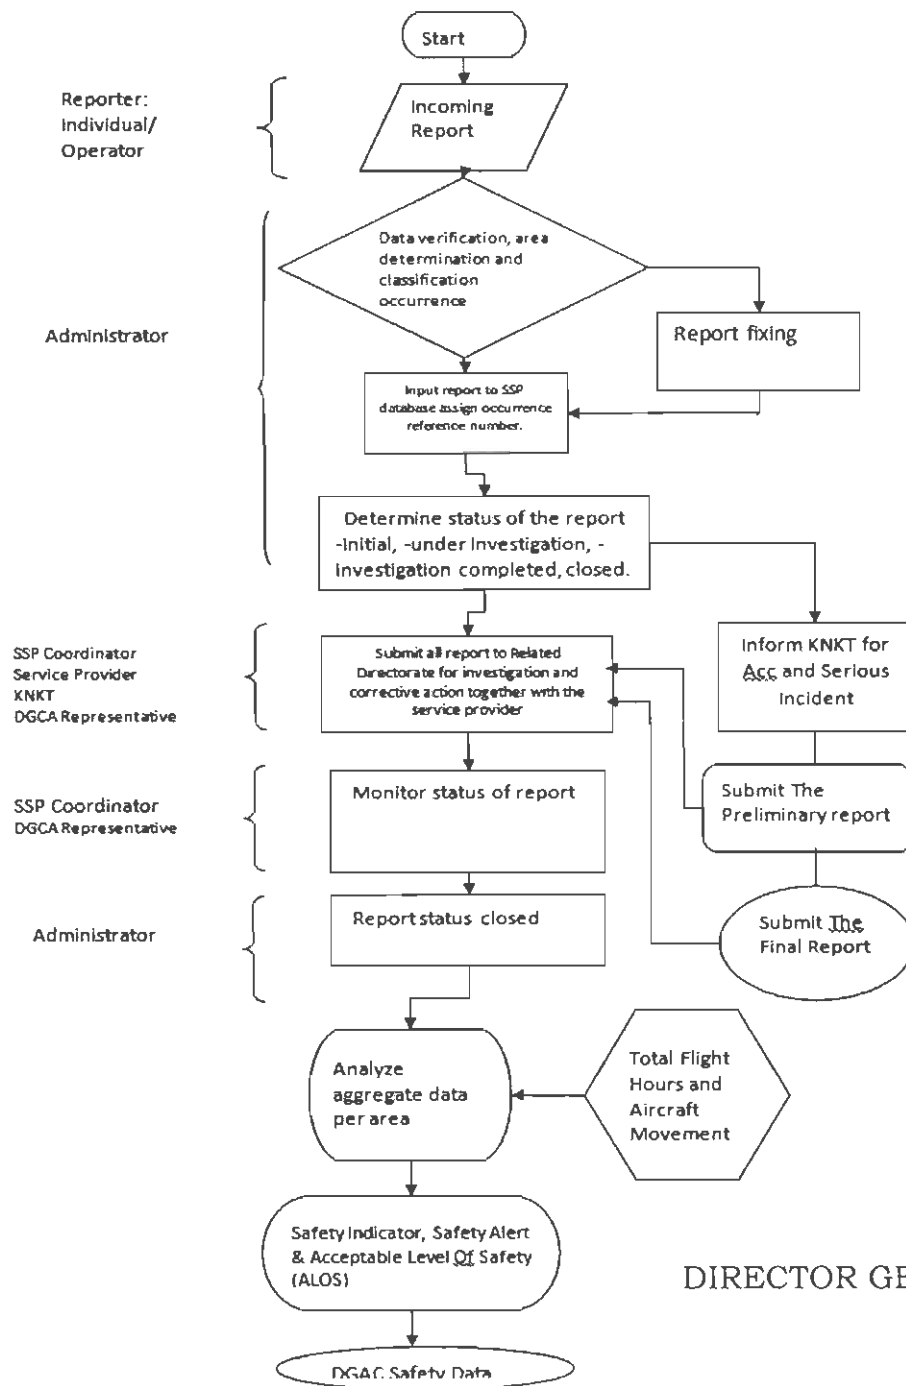 Start
Reporter:
Individual/
Operator
Incoming
Report
Data verification, area
determination and
classification
occurrence
Administrator
Report fixing
Input report to SSP
database assign occurrence
reference number.
Determine status of the report
-Initial, -under Investigation, -
Investigation completed, closed.
SSP Coordinator
Service Provider
KNKT
DGCA Representative
Submit all report to Related
Directorate for investigation and
corrective action together with the
service provider
Inform KNKT for
Acc and Serious
Incident
SSP Coordinator
DGCA Representative
Monitor status of report
Submit The
Preliminary report
Administrator
Report status closed
Submit The
Final Report
Analyze
aggregate data
per area
Total Flight
Hours and
Aircraft
Movement
Safety Indicator, Safety Alert
& Acceptable Level Of Safety
(ALOS)
DIRECTOR GE
DGAC Safety Data